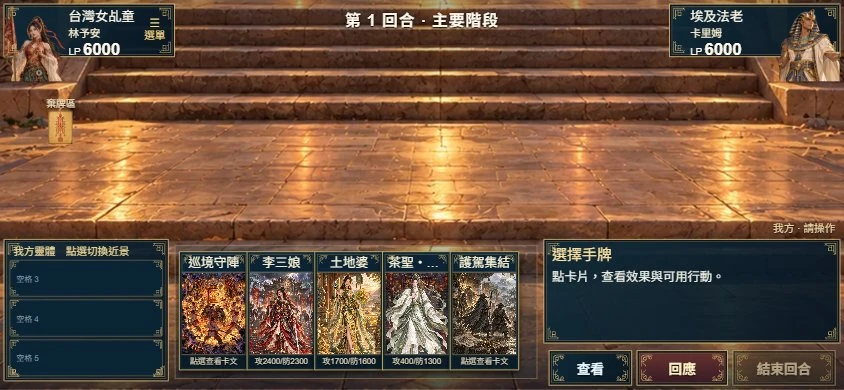 台灣女乩童
林予安
LP 6000
☰
選單
第 1 回合 · 主要階段
埃及法老
卡里姆
LP 6000
棄牌區
我方 · 請操作
我方靈體 點選切換近景
空格 3
空格 4
空格 5
巡境守陣
點選查看卡文
李三娘
攻2400/防2300
土地婆
攻1700/防1600
茶聖・...
攻400/防1300
護駕集結
點選查看卡文
選擇手牌
點卡片，查看效果與可用行動。
查看
回應
結束回合